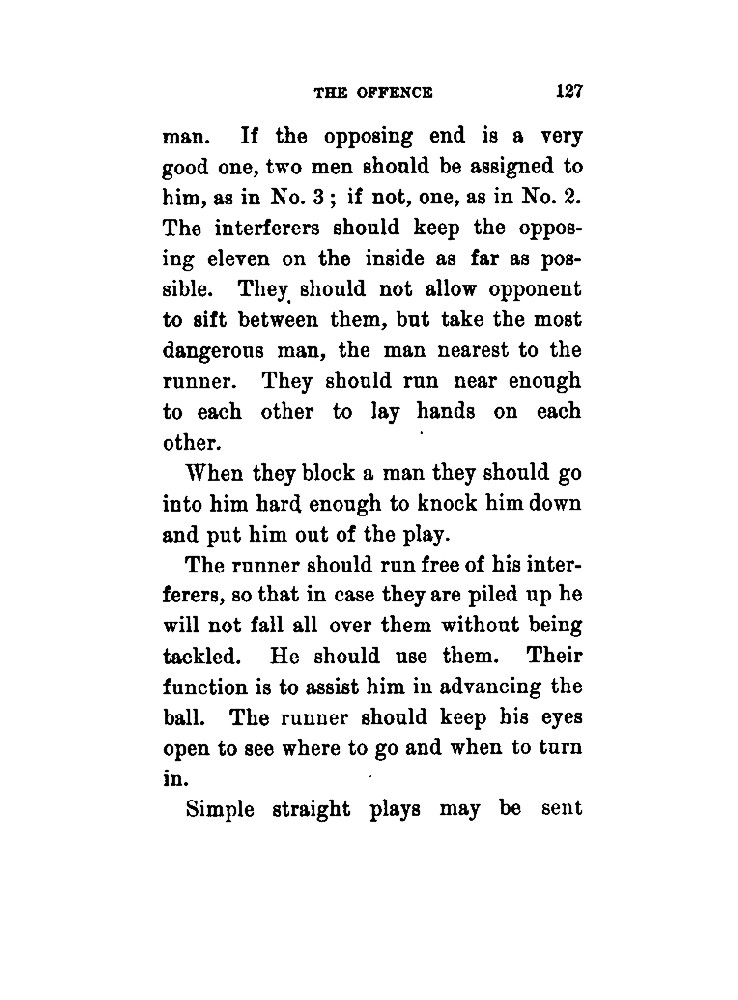 THE OFFENCE 127
man. If the opposing end is a very
good one, two men should be assigned to
him, as in No. 3; if not, one, as in No. 2.
The interferers should keep the oppos-
ing eleven on the inside as far as pos-
sible. They should not allow opponent
to sift between them, but take the most
dangerous man, the man nearest to the
runner. They should run near enough
to each other to lay hands on each
other.
When they block a man they should go
into him hard enough to knock him down
and put him out of the play.
The runner should run free of his inter-
ferers, so that in case they are piled up he
will not fall all over them without being
tackled. He should use them. Their
function is to assist him in advancing the
ball. The runner should keep his eyes
open to see where to go and when to turn
in.
Simple straight plays may be sent